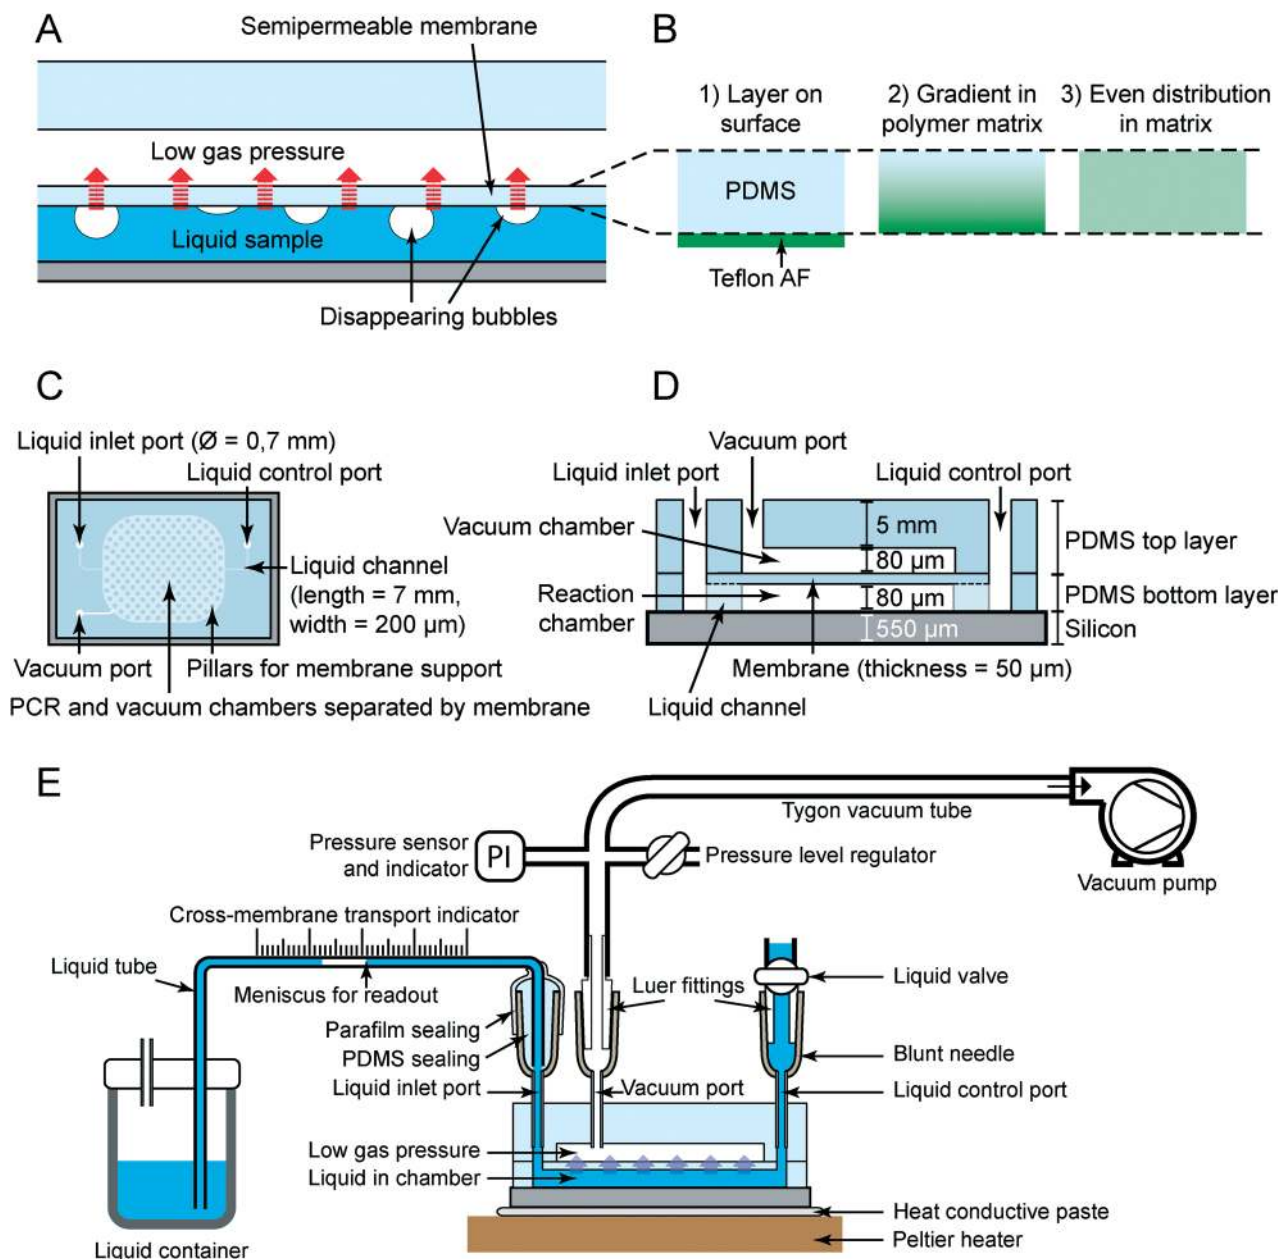 A
Semipermeable membrane
Low gas pressure
Liquid sample
Disappearing bubbles
B
1) Layer on
surface
2) Gradient in
polymer matrix
3) Even distribution
in matrix
PDMS
Teflon AF
C
Liquid inlet port (Ø = 0,7 mm)
Liquid control port
Liquid channel
(length = 7 mm,
width = 200 µm)
Vacuum port
Pillars for membrane support
PCR and vacuum chambers separated by membrane
D
Vacuum port
Liquid inlet port
Liquid control port
Vacuum chamber
5 mm
PDMS top layer
80 µm
Reaction
chamber
80 µm
PDMS bottom layer
550 µm
Silicon
Membrane (thickness = 50 µm)
Liquid channel
E
Tygon vacuum tube
Pressure sensor
and indicator
PI
Pressure level regulator
Vacuum pump
Cross-membrane transport indicator
Liquid tube
Meniscus for readout
Luer fittings
Liquid valve
Parafilm sealing
PDMS sealing
Blunt needle
Liquid inlet port
Vacuum port
Liquid control port
Low gas pressure
Liquid in chamber
Heat conductive paste
Peltier heater
Liquid container